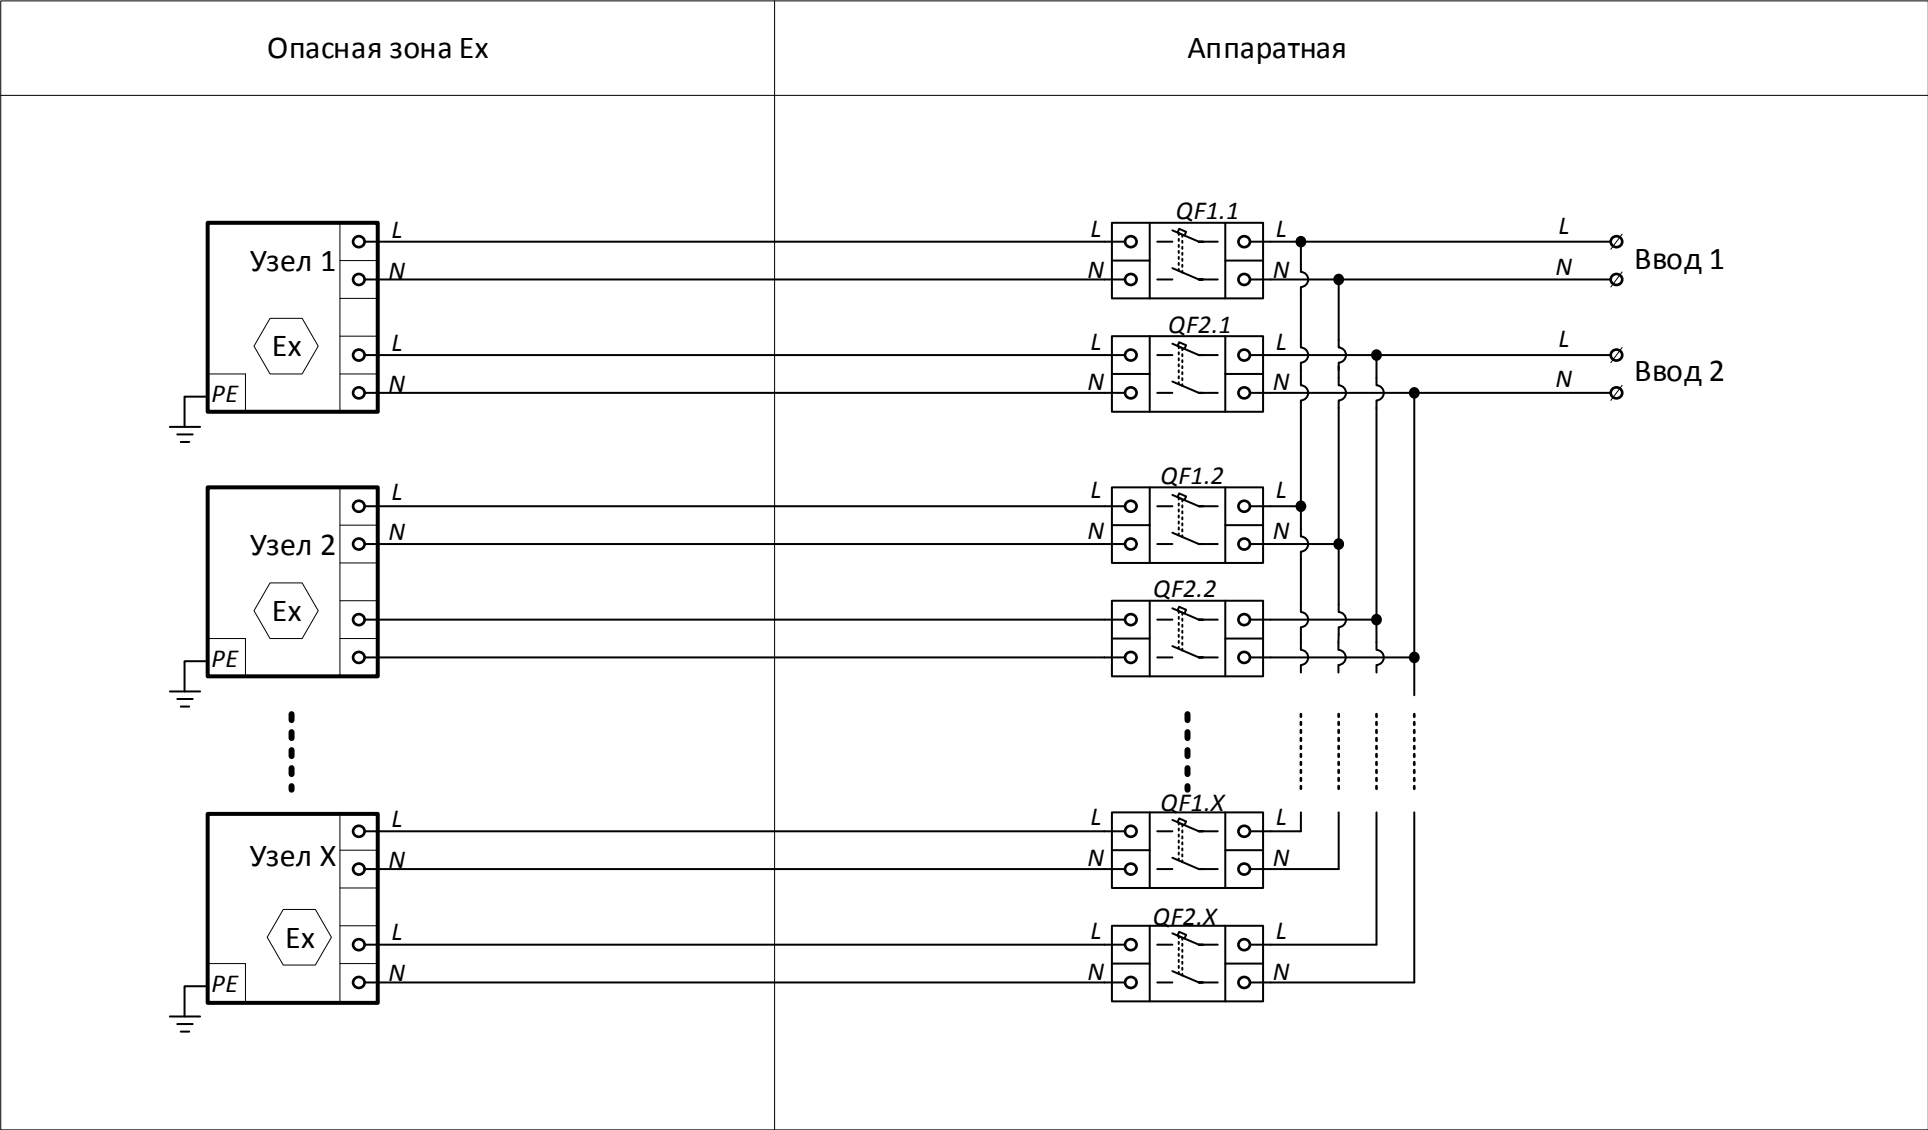 Опасная зона Ex
Аппаратная
QF1.1
L L L L
Узел 1 Ввод 1
N N N N
QF2.1
L L L L
Ex Ввод 2
N N N N
PE
QF1.2
L L L
N N N
Узел 2
QF2.2
Ex
PE
QF1.X
L L L
Узел X
N N N
QF2.X
L L L
Ex
N N N
PE